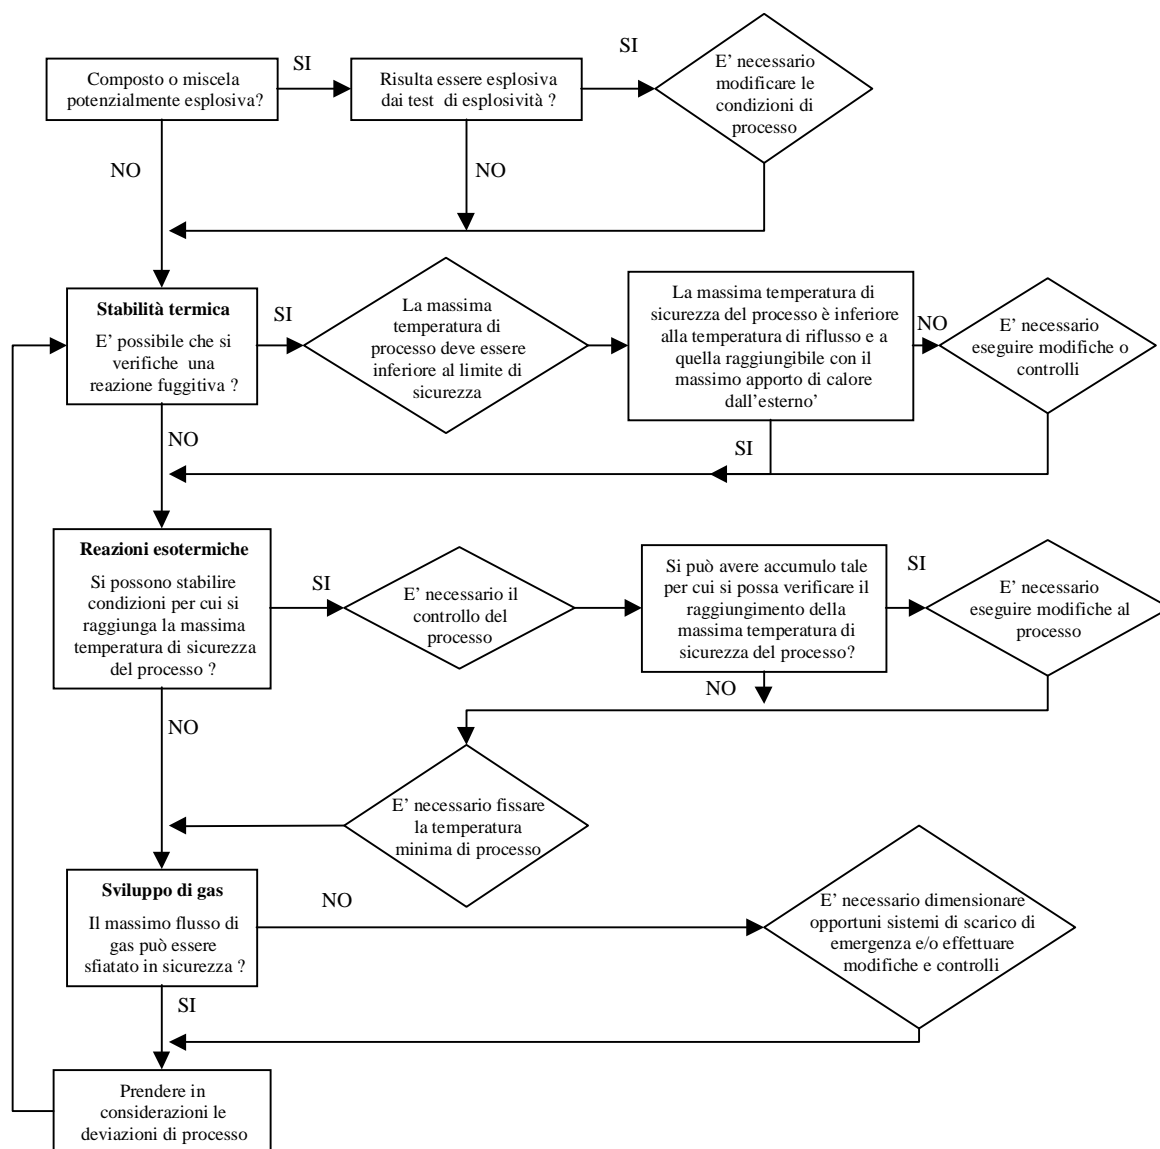 Composto o miscela
potenzialmente esplosiva?
SI
Risulta essere esplosiva
dai test di esplosività ?
SI
E’ necessario
modificare le
condizioni di
processo
NO
NO
Stabilità termica
E’ possibile che si
verifiche una
reazione fuggitiva ?
SI
La massima
temperatura di
processo deve essere
inferiore al limite di
sicurezza
La massima temperatura di
sicurezza del processo è inferiore
alla temperatura di riflusso e a
quella raggiungibile con il
massimo apporto di calore
dall’esterno’
NO
E’ necessario
eseguire modifiche o
controlli
NO
SI
Reazioni esotermiche
Si possono stabilire
condizioni per cui si
raggiunga la massima
temperatura di sicurezza
del processo ?
SI
E’ necessario il
controllo del
processo
Si può avere accumulo tale
per cui si possa verificare il
raggiungimento della
massima temperatura di
sicurezza del processo?
SI
E’ necessario
eseguire modifiche al
processo
NO
NO
E’ necessario fissare
la temperatura
minima di processo
Sviluppo di gas
Il massimo flusso di
gas può essere
sfiatato in sicurezza ?
NO
E’ necessario dimensionare
opportuni sistemi di scarico di
emergenza e/o effettuare
modifiche e controlli
SI
Prendere in
considerazioni le
deviazioni di processo